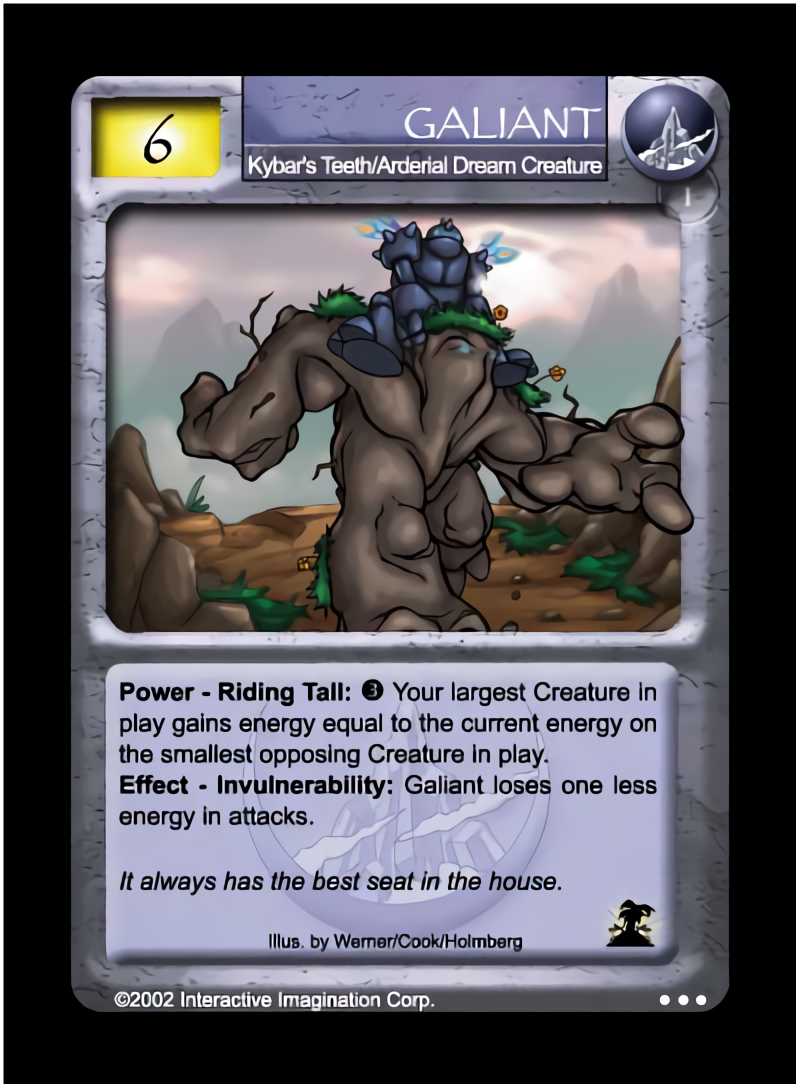 6
GALIANT
Kybar's Teeth/Arderial Dream Creature
1
Power - Riding Tall: ❸ Your largest Creature in
play gains energy equal to the current energy on
the smallest opposing Creature in play.
Effect - Invulnerability: Galiant loses one less
energy in attacks.
It always has the best seat in the house.
Illus. by Werner/Cook/Holmberg
©2002 Interactive Imagination Corp.